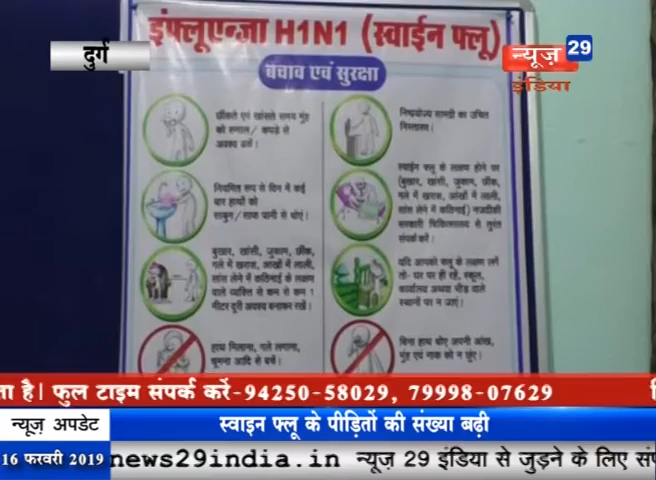 इंफ्लूएन्जा H1N1 (स्वाईन फ्लू)
दुर्ग
न्यूज़ 29
इंडिया
बचाव एवं सुरक्षा
छींकते एवं खांसते समय मुंह
को रूमाल/ कपड़े से
अवश्य ढकें।
निष्प्रयोज्य सामग्री का उचित
निस्तारण।
नियमित रूप से दिन में कई
बार हाथों को
साबुन/ साफ पानी से धोएं।
स्वाईन फ्लू के लक्षण होने पर
(बुखार, खांसी, जुकाम, छींक,
गले में खराश, आंखों में लाली,
सांस लेने में कठिनाई) नजदीकी
सरकारी चिकित्सालय से तुरंत
संपर्क करें।
बुखार, खांसी, जुकाम, छींक,
गले में खराश, आंखों में लाली,
सांस लेने में कठिनाई के लक्षण
वाले व्यक्ति से कम से कम 1
मीटर दूरी अवश्य बनाकर रखें।
यदि आपको फ्लू के लक्षण लगें
तो- घर पर ही रहें, स्कूल,
कार्यालय अथवा भीड़ वाले
स्थानों पर न जाएं।
हाथ मिलाना, गले लगाना,
चूमना आदि से बचें।
बिना हाथ धोए अपनी आंख,
मुंह एवं नाक को न छुंए।
ता है। फुल टाइम संपर्क करें-94250-58029, 79998-07629
न्यूज़ अपडेट
स्वाइन फ्लू के पीड़ितों की संख्या बढ़ी
16 फरवरी 2019
news29india.in न्यूज़ 29 इंडिया से जुड़ने के लिए संप